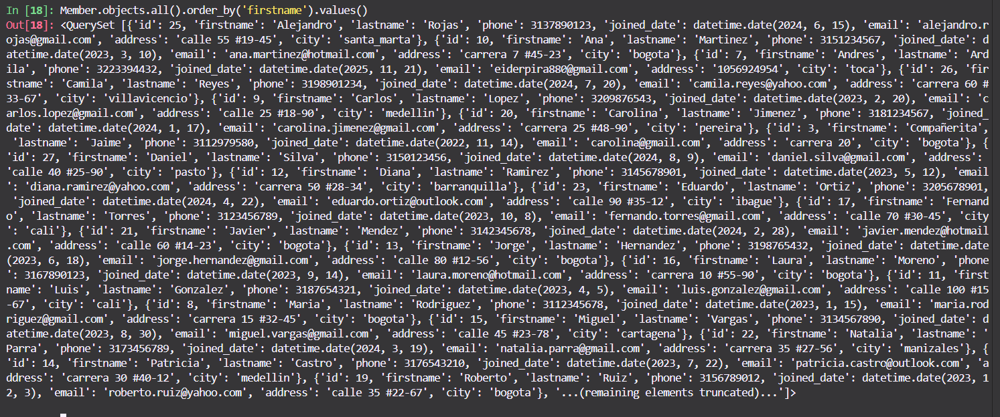 In [18]: Member.objects.all().order_by('firstname').values()
Out[18]: <QuerySet [{'id': 25, 'firstname': 'Alejandro', 'lastname': 'Rojas', 'phone': 3137890123, 'joined_date': datetime.date(2024, 6, 15), 'email': 'alejandro.r
ojas@gmail.com', 'address': 'calle 55 #19-45', 'city': 'santa_marta'}, {'id': 10, 'firstname': 'Ana', 'lastname': 'Martinez', 'phone': 3151234567, 'joined_date': d
atetime.date(2023, 3, 10), 'email': 'ana.martinez@hotmail.com', 'address': 'carrera 7 #45-23', 'city': 'bogota'}, {'id': 7, 'firstname': 'Andres', 'lastname': 'Ard
ila', 'phone': 3223394432, 'joined_date': datetime.date(2025, 11, 21), 'email': 'eiderpira880@gmail.com', 'address': '1056924954', 'city': 'toca'}, {'id': 26, 'fir
stname': 'Camila', 'lastname': 'Reyes', 'phone': 3198901234, 'joined_date': datetime.date(2024, 7, 20), 'email': 'camila.reyes@yahoo.com', 'address': 'carrera 60 #
33-67', 'city': 'villavicencio'}, {'id': 9, 'firstname': 'Carlos', 'lastname': 'Lopez', 'phone': 3209876543, 'joined_date': datetime.date(2023, 2, 20), 'email': 'c
arlos.lopez@gmail.com', 'address': 'calle 25 #18-90', 'city': 'medellin'}, {'id': 20, 'firstname': 'Carolina', 'lastname': 'Jimenez', 'phone': 3181234567, 'joined_
date': datetime.date(2024, 1, 17), 'email': 'carolina.jimenez@gmail.com', 'address': 'carrera 25 #48-90', 'city': 'pereira'}, {'id': 3, 'firstname': 'Compañerita',
 'lastname': 'Jaime', 'phone': 3112979580, 'joined_date': datetime.date(2022, 11, 14), 'email': 'carolina@gmail.com', 'address': 'carrera 20', 'city': 'bogota'}, {
'id': 27, 'firstname': 'Daniel', 'lastname': 'Silva', 'phone': 3150123456, 'joined_date': datetime.date(2024, 8, 9), 'email': 'daniel.silva@gmail.com', 'address':
'calle 40 #25-90', 'city': 'pasto'}, {'id': 12, 'firstname': 'Diana', 'lastname': 'Ramirez', 'phone': 3145678901, 'joined_date': datetime.date(2023, 5, 12), 'email
': 'diana.ramirez@yahoo.com', 'address': 'carrera 50 #28-34', 'city': 'barranquilla'}, {'id': 23, 'firstname': 'Eduardo', 'lastname': 'Ortiz', 'phone': 3205678901,
 'joined_date': datetime.date(2024, 4, 22), 'email': 'eduardo.ortiz@outlook.com', 'address': 'calle 90 #35-12', 'city': 'ibague'}, {'id': 17, 'firstname': 'Fernand
o', 'lastname': 'Torres', 'phone': 3123456789, 'joined_date': datetime.date(2023, 10, 8), 'email': 'fernando.torres@gmail.com', 'address': 'calle 70 #30-45', 'city
': 'cali'}, {'id': 21, 'firstname': 'Javier', 'lastname': 'Mendez', 'phone': 3142345678, 'joined_date': datetime.date(2024, 2, 28), 'email': 'javier.mendez@hotmail
.com', 'address': 'calle 60 #14-23', 'city': 'bogota'}, {'id': 13, 'firstname': 'Jorge', 'lastname': 'Hernandez', 'phone': 3198765432, 'joined_date': datetime.date
(2023, 6, 18), 'email': 'jorge.hernandez@gmail.com', 'address': 'calle 80 #12-56', 'city': 'bogota'}, {'id': 16, 'firstname': 'Laura', 'lastname': 'Moreno', 'phone
': 3167890123, 'joined_date': datetime.date(2023, 9, 14), 'email': 'laura.moreno@hotmail.com', 'address': 'carrera 10 #55-90', 'city': 'bogota'}, {'id': 11, 'first
name': 'Luis', 'lastname': 'Gonzalez', 'phone': 3187654321, 'joined_date': datetime.date(2023, 4, 5), 'email': 'luis.gonzalez@gmail.com', 'address': 'calle 100 #15
-67', 'city': 'cali'}, {'id': 8, 'firstname': 'Maria', 'lastname': 'Rodriguez', 'phone': 3112345678, 'joined_date': datetime.date(2023, 1, 15), 'email': 'maria.rod
riguez@gmail.com', 'address': 'carrera 15 #32-45', 'city': 'bogota'}, {'id': 15, 'firstname': 'Miguel', 'lastname': 'Vargas', 'phone': 3134567890, 'joined_date': d
atetime.date(2023, 8, 30), 'email': 'miguel.vargas@gmail.com', 'address': 'calle 45 #23-78', 'city': 'cartagena'}, {'id': 22, 'firstname': 'Natalia', 'lastname': '
Parra', 'phone': 3173456789, 'joined_date': datetime.date(2024, 3, 19), 'email': 'natalia.parra@gmail.com', 'address': 'carrera 35 #27-56', 'city': 'manizales'}, {
'id': 14, 'firstname': 'Patricia', 'lastname': 'Castro', 'phone': 3176543210, 'joined_date': datetime.date(2023, 7, 22), 'email': 'patricia.castro@outlook.com', 'a
ddress': 'carrera 30 #40-12', 'city': 'medellin'}, {'id': 19, 'firstname': 'Roberto', 'lastname': 'Ruiz', 'phone': 3156789012, 'joined_date': datetime.date(2023, 1
2, 3), 'email': 'roberto.ruiz@yahoo.com', 'address': 'calle 35 #22-67', 'city': 'bogota'}, '...(remaining elements truncated)...']>